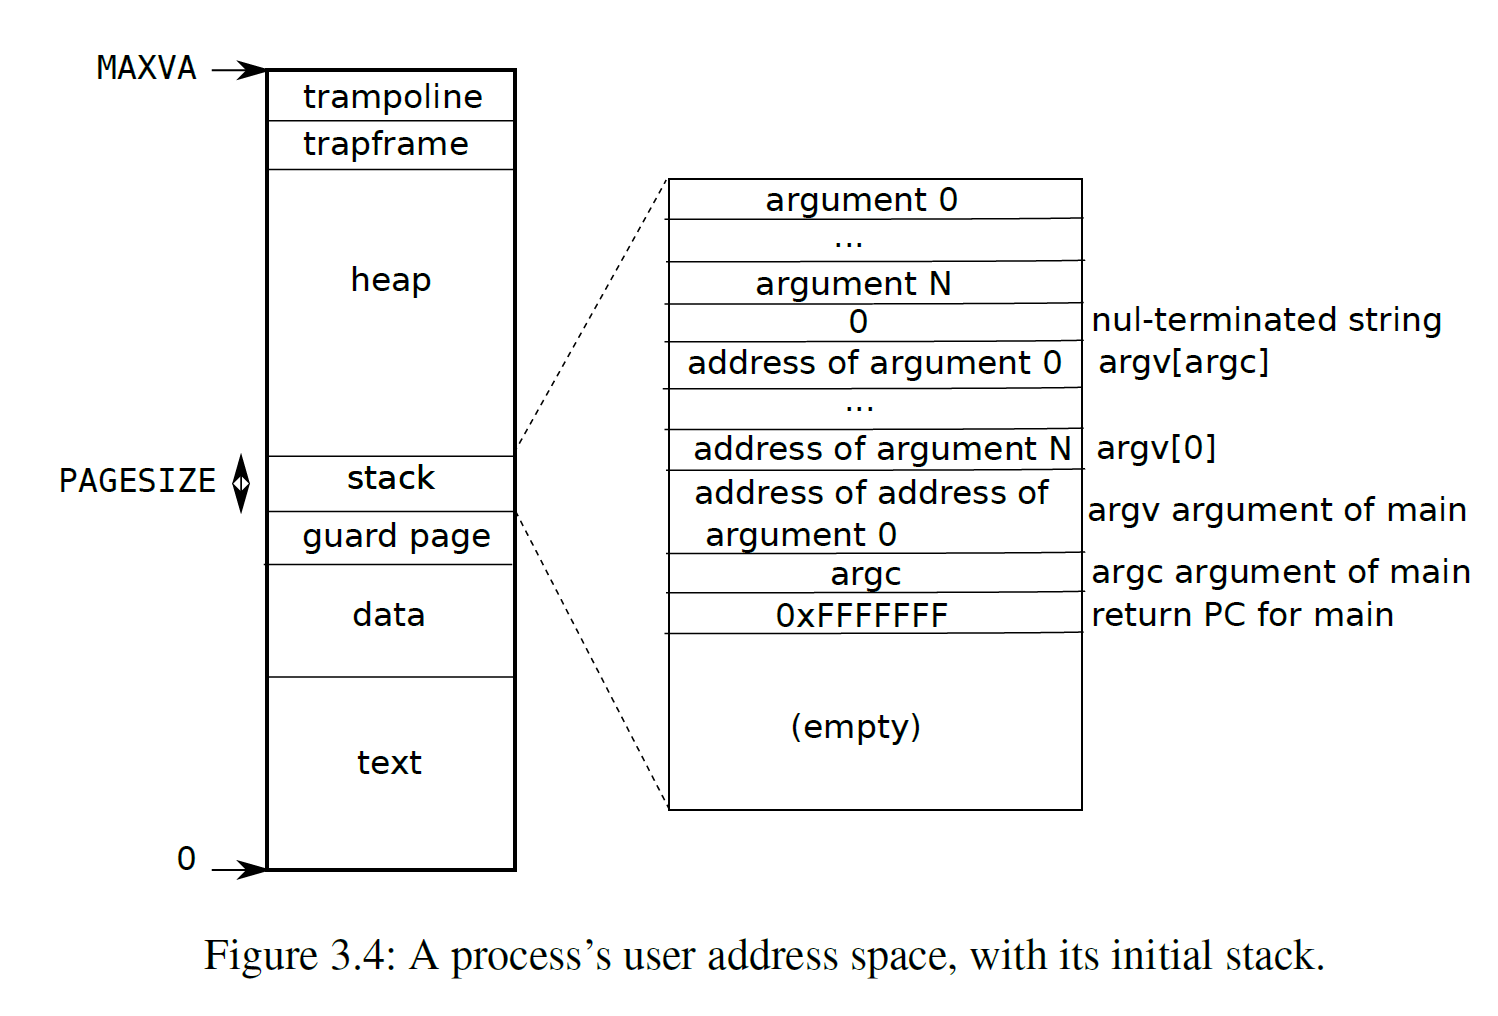 MAXVA
trampoline
trapframe
heap
PAGESIZE
stack
guard page
data
text
0
argument 0
...
argument N
0 nul-terminated string
address of argument 0 argv[argc]
...
address of argument N argv[0]
address of address of
argument 0
argv argument of main
argc argc argument of main
0xFFFFFFF return PC for main
(empty)
Figure 3.4: A process’s user address space, with its initial stack.